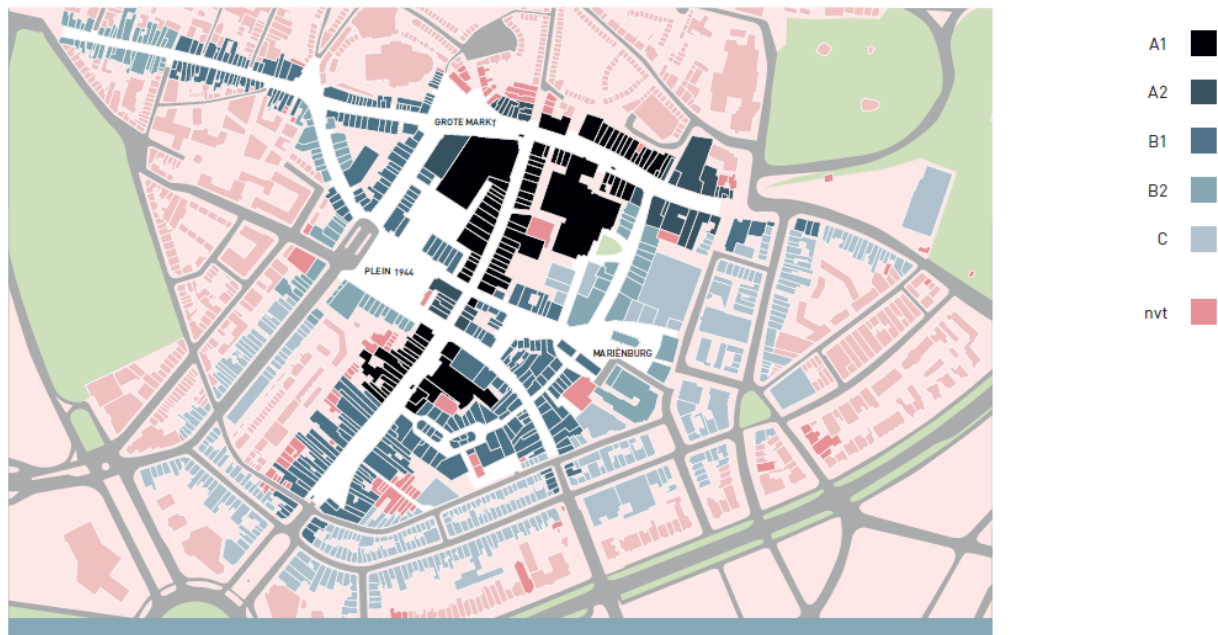 A1
A2
GROTE MARKT
B1
B2
C
PLEIN 1944
nvt
MARIËNBURG